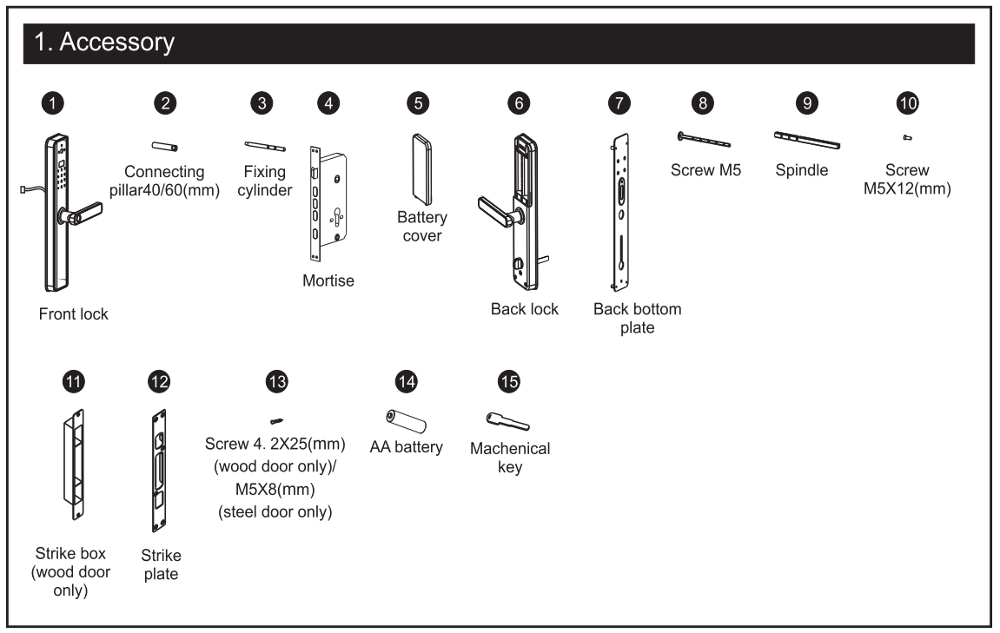 1. Accessory
1
2
3
4
5
6
7
8
9
10
Connecting
pillar40/60(mm)
Fixing
cylinder
Screw M5
Spindle
Screw
M5X12(mm)
Battery
cover
Mortise
Front lock
Back lock
Back bottom
plate
11
12
13
14
15
Screw 4. 2X25(mm)
(wood door only)/
M5X8(mm)
(steel door only)
AA battery
Machenical
key
Strike box
(wood door
only)
Strike
plate